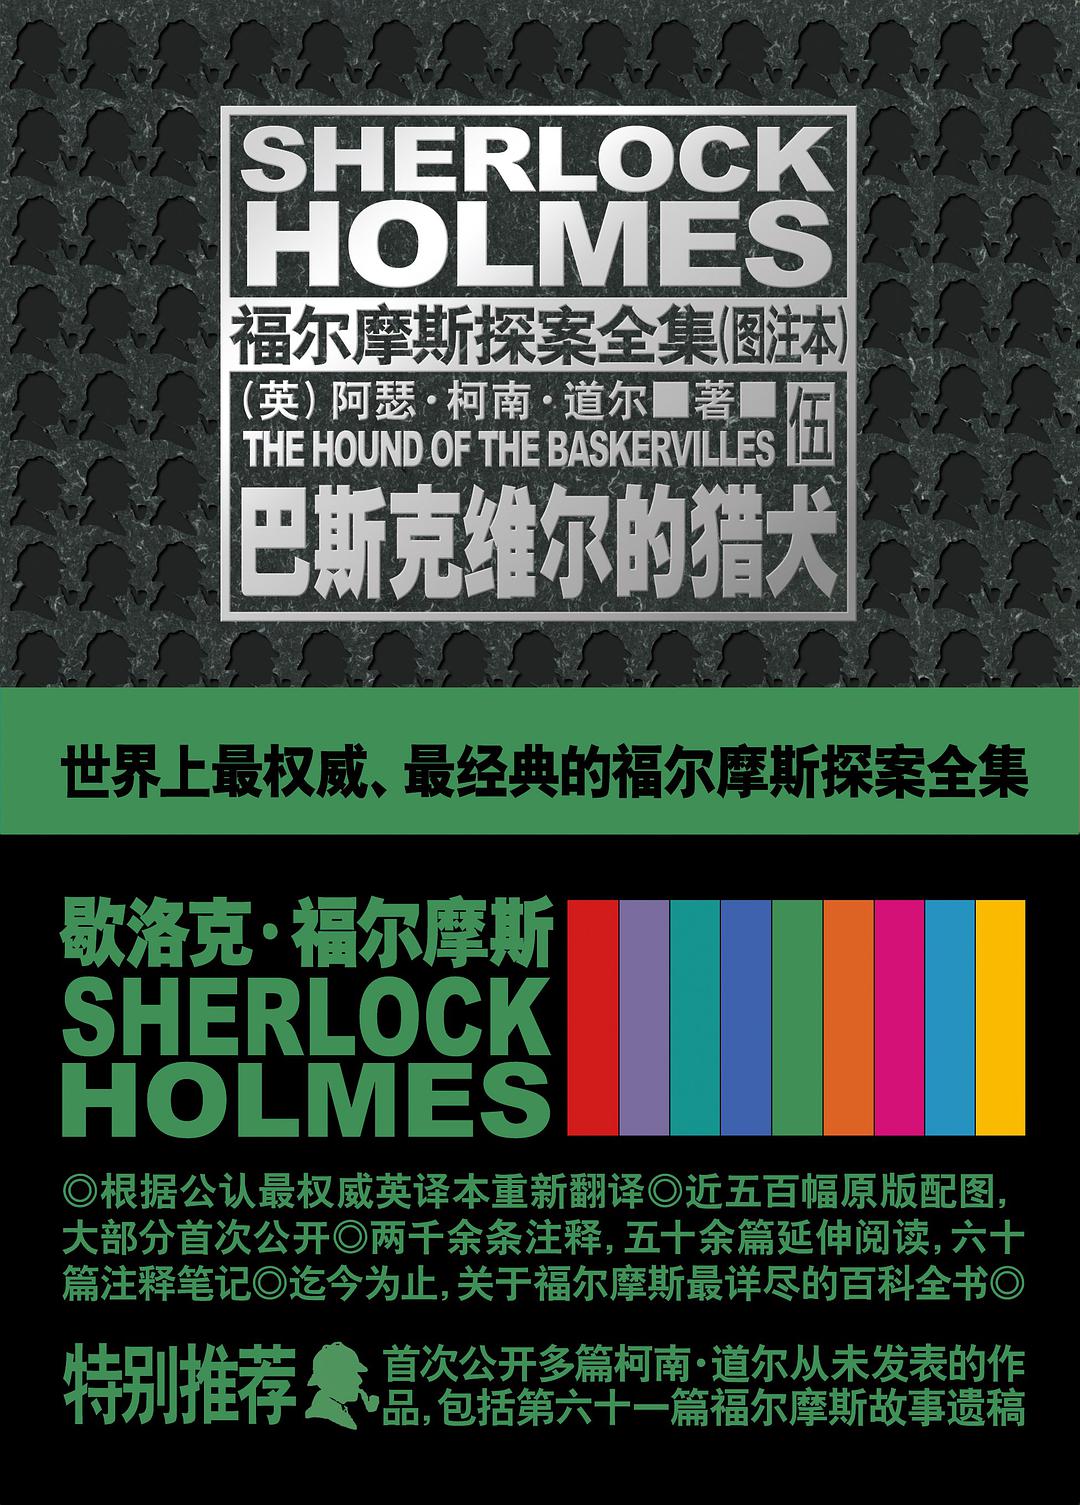 SHERLOCK
HOLMES
福尔摩斯探案全集(图注本)
(英)阿瑟·柯南·道尔■著■
伍
THE HOUND OF THE BASKERVILLES
巴斯克维尔的猎犬
世界上最权威、最经典的福尔摩斯探案全集
歇洛克·福尔摩斯
SHERLOCK
HOLMES
◎根据公认最权威英译本重新翻译◎近五百幅原版配图,
大部分首次公开◎两千余条注释,五十余篇延伸阅读,六十
篇注释笔记◎迄今为止,关于福尔摩斯最详尽的百科全书◎
特别推荐
首次公开多篇柯南·道尔从未发表的作
品,包括第六十一篇福尔摩斯故事遗稿